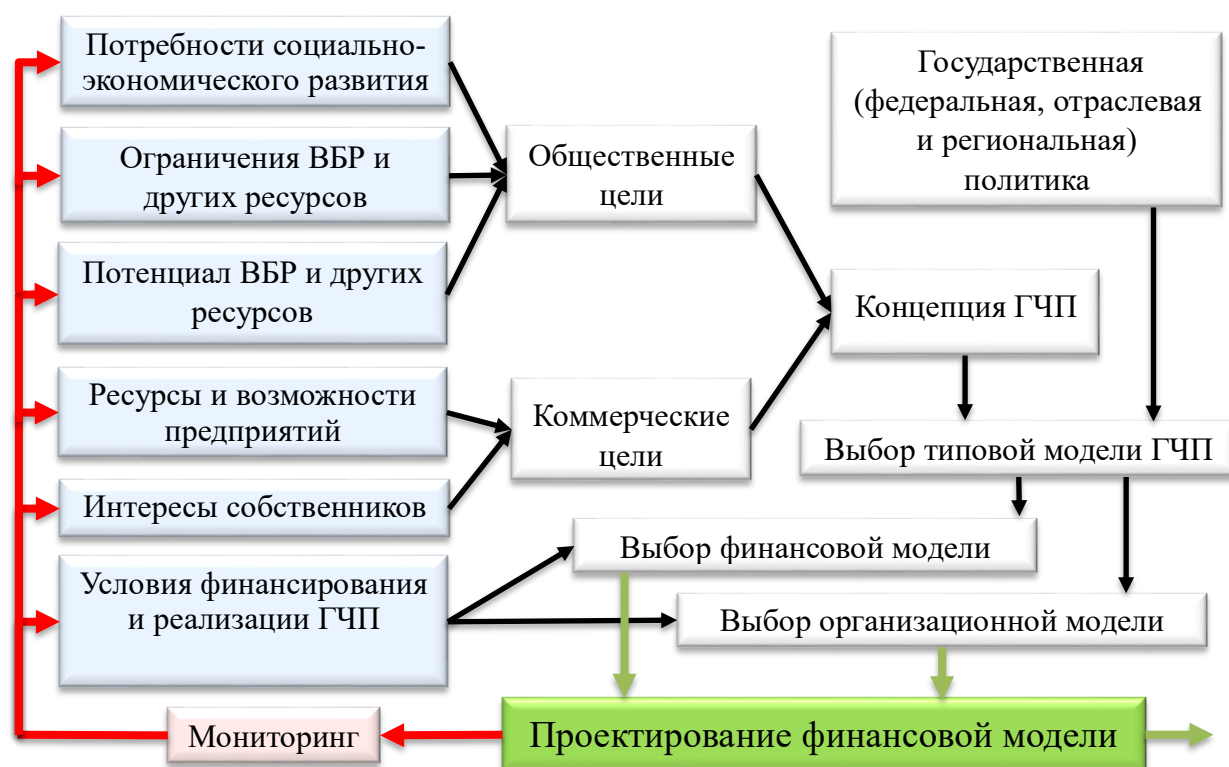 Потребности социально-
экономического развития
Ограничения ВБР и
других ресурсов
Потенциал ВБР и других
ресурсов
Ресурсы и возможности
предприятий
Интересы собственников
Условия финансирования
и реализации ГЧП
Общественные
цели
Коммерческие
цели
Государственная
(федеральная, отраслевая
и региональная)
политика
Концепция ГЧП
Выбор типовой модели ГЧП
Выбор финансовой модели
Выбор организационной модели
Мониторинг
Проектирование финансовой модели